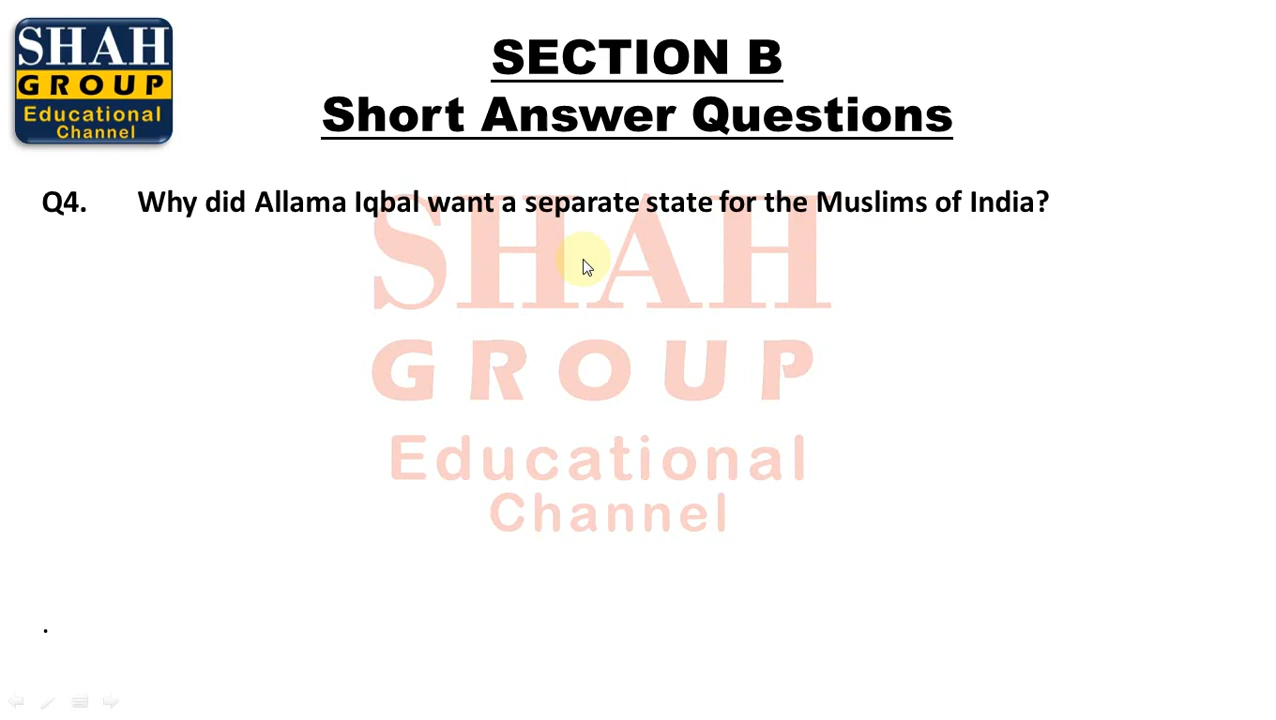 SHAH
GROUP
Educational
Channel
SECTION B
Short Answer Questions
Q4. Why did Allama Iqbal want a separate state for the Muslims of India?
SHAH
GROUP
Educational
Channel
.